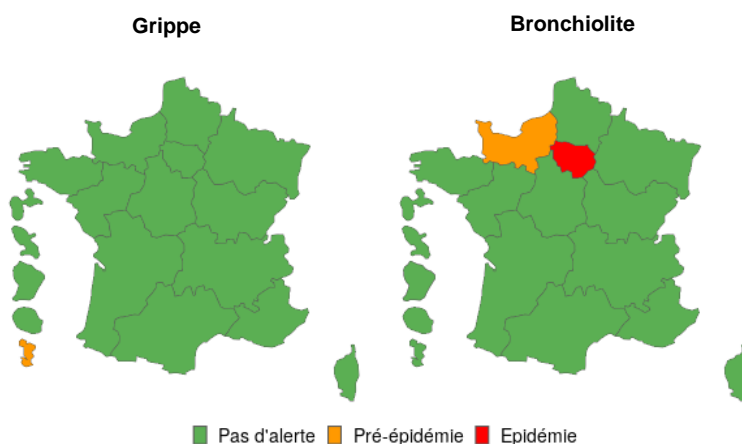 Grippe
Bronchiolite
Pas d'alerte
Pré-épidémie
Epidémie